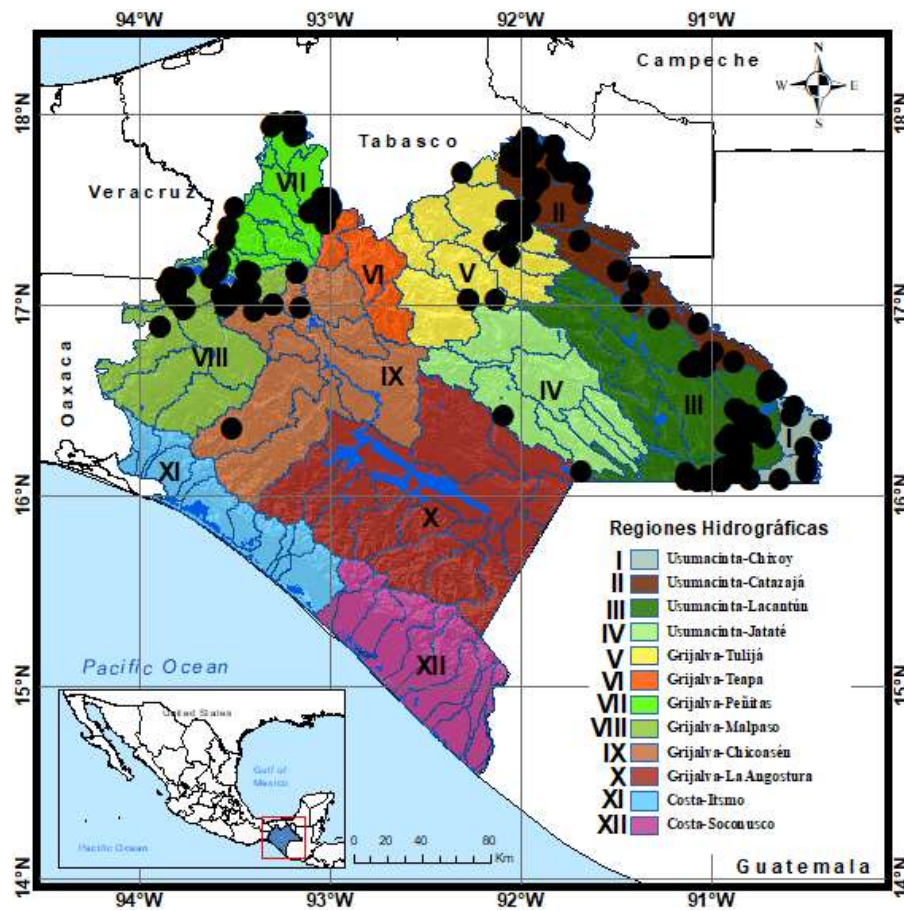 94°W 93°W 92°W 91°W
Campeche
N
W E
S
18°N 18°N
Tabasco
Veracruz
VII
II
VI
V
17°N 17°N
Oaxaca
VIII
IX
IV
III
I
XI
16°N 16°N
X
Regiones Hidrográficas
I Usumacinta-Chixoy
II Usumacinta-Catazajá
III Usumacinta-Lacantún
IV Usumacinta-Jataté
V Grijalva-Tulijá
VI Grijalva-Teapa
VII Grijalva-Peñitas
VIII Grijalva-Malpaso
IX Grijalva-Chicoasén
X Grijalva-La Angostura
XI Costa-Itsmo
XII Costa-Soconusco
XII
Pacific Ocean
15°N 15°N
United States
Gulf of
Mexico
Pacific Ocean
0 20 40 60 80
Km
Guatemala
14°N 14°N
94°W 93°W 92°W 91°W